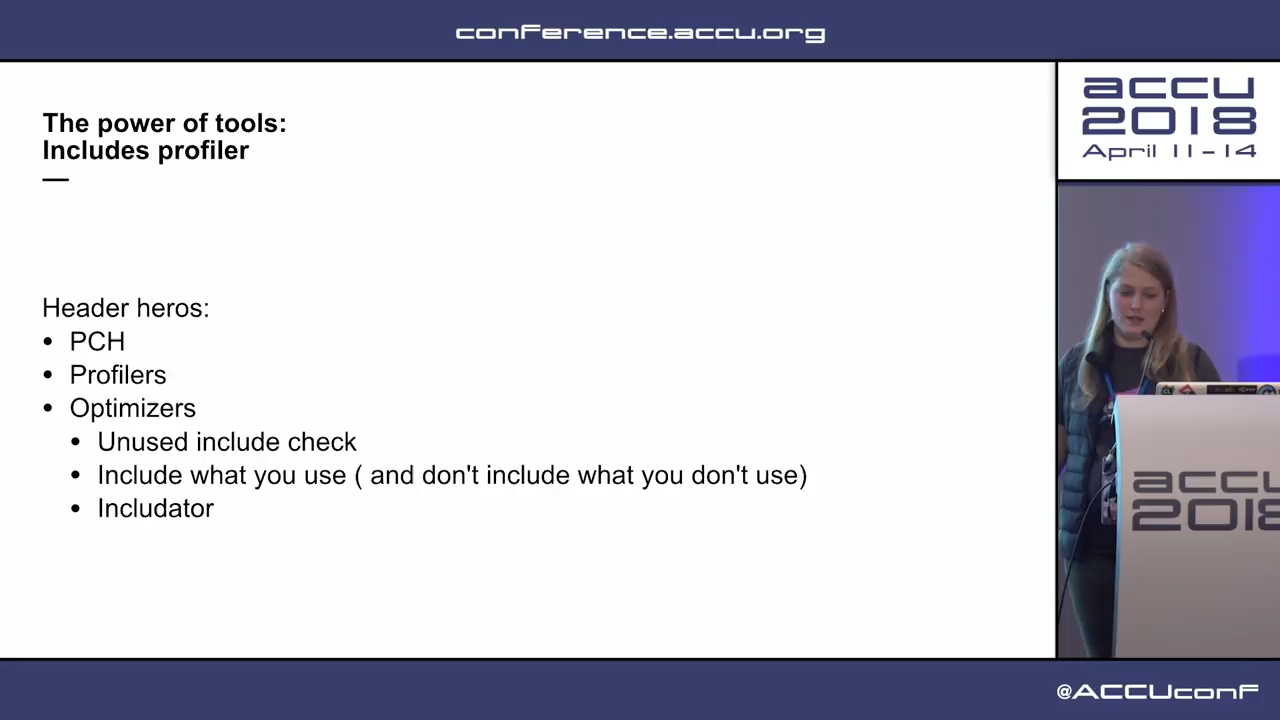 conference.accu.org
accu
2018
April 11-14
The power of tools:
Includes profiler
Header heros:
• PCH
• Profilers
• Optimizers
• Unused include check
• Include what you use ( and don't include what you don't use)
• Includator
accu
2018
@ACCUconf